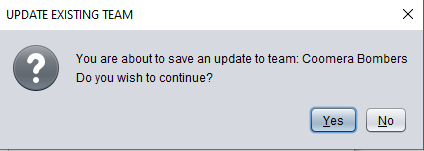 UPDATE EXISTING TEAM
You are about to save an update to team: Coomera Bombers
Do you wish to continue?
Yes No